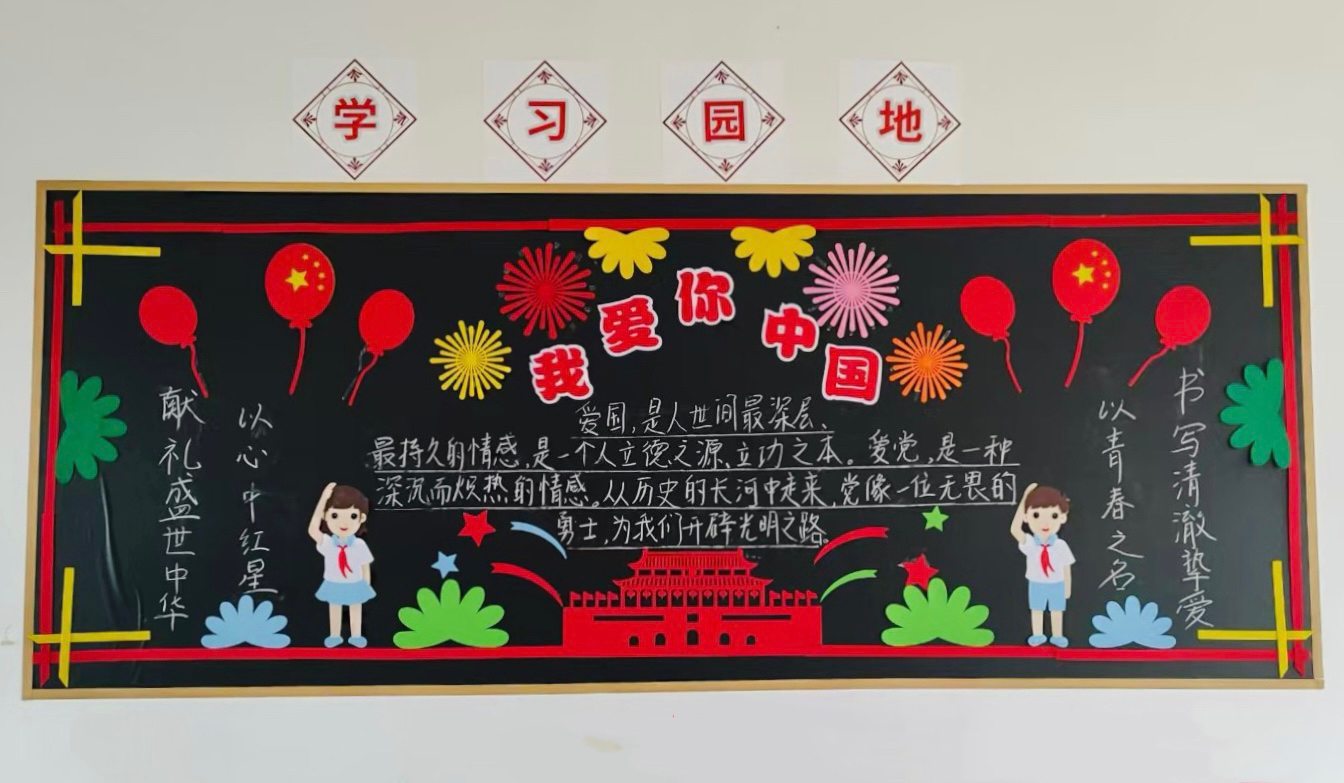 学习园地
我爱你中国
爱国,是人世间最深层、
最持久的情感,是一个人立德之源、立功之本。爱党,是一种
深沉而炽热的情感。从历史的长河中走来,党像一位无畏的
勇士,为我们开辟光明之路。
以心中红星
献礼盛世中华
以青春之名
书写清澈挚爱